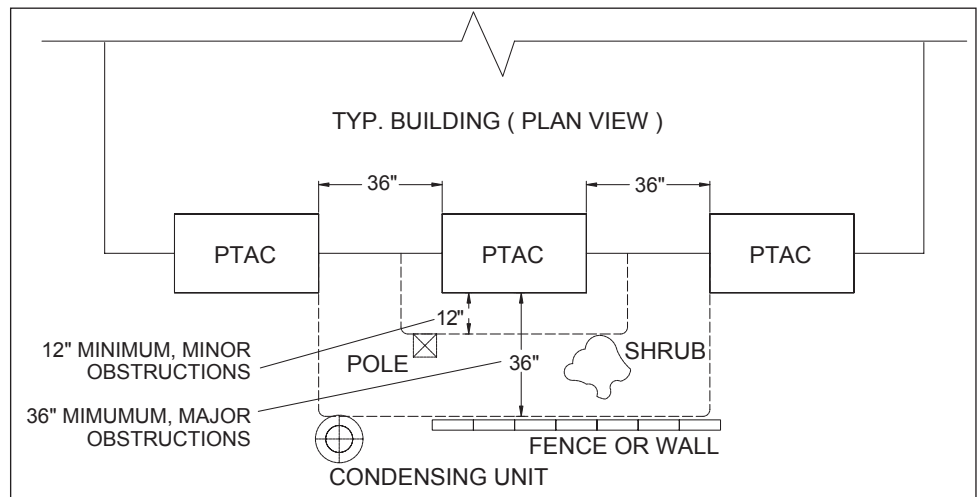 TYP. BUILDING ( PLAN VIEW )
36"
36"
PTAC
PTAC
PTAC
12"
12" MINIMUM, MINOR
OBSTRUCTIONS
POLE
36"
SHRUB
36" MIMUMUM, MAJOR
OBSTRUCTIONS
FENCE OR WALL
CONDENSING UNIT